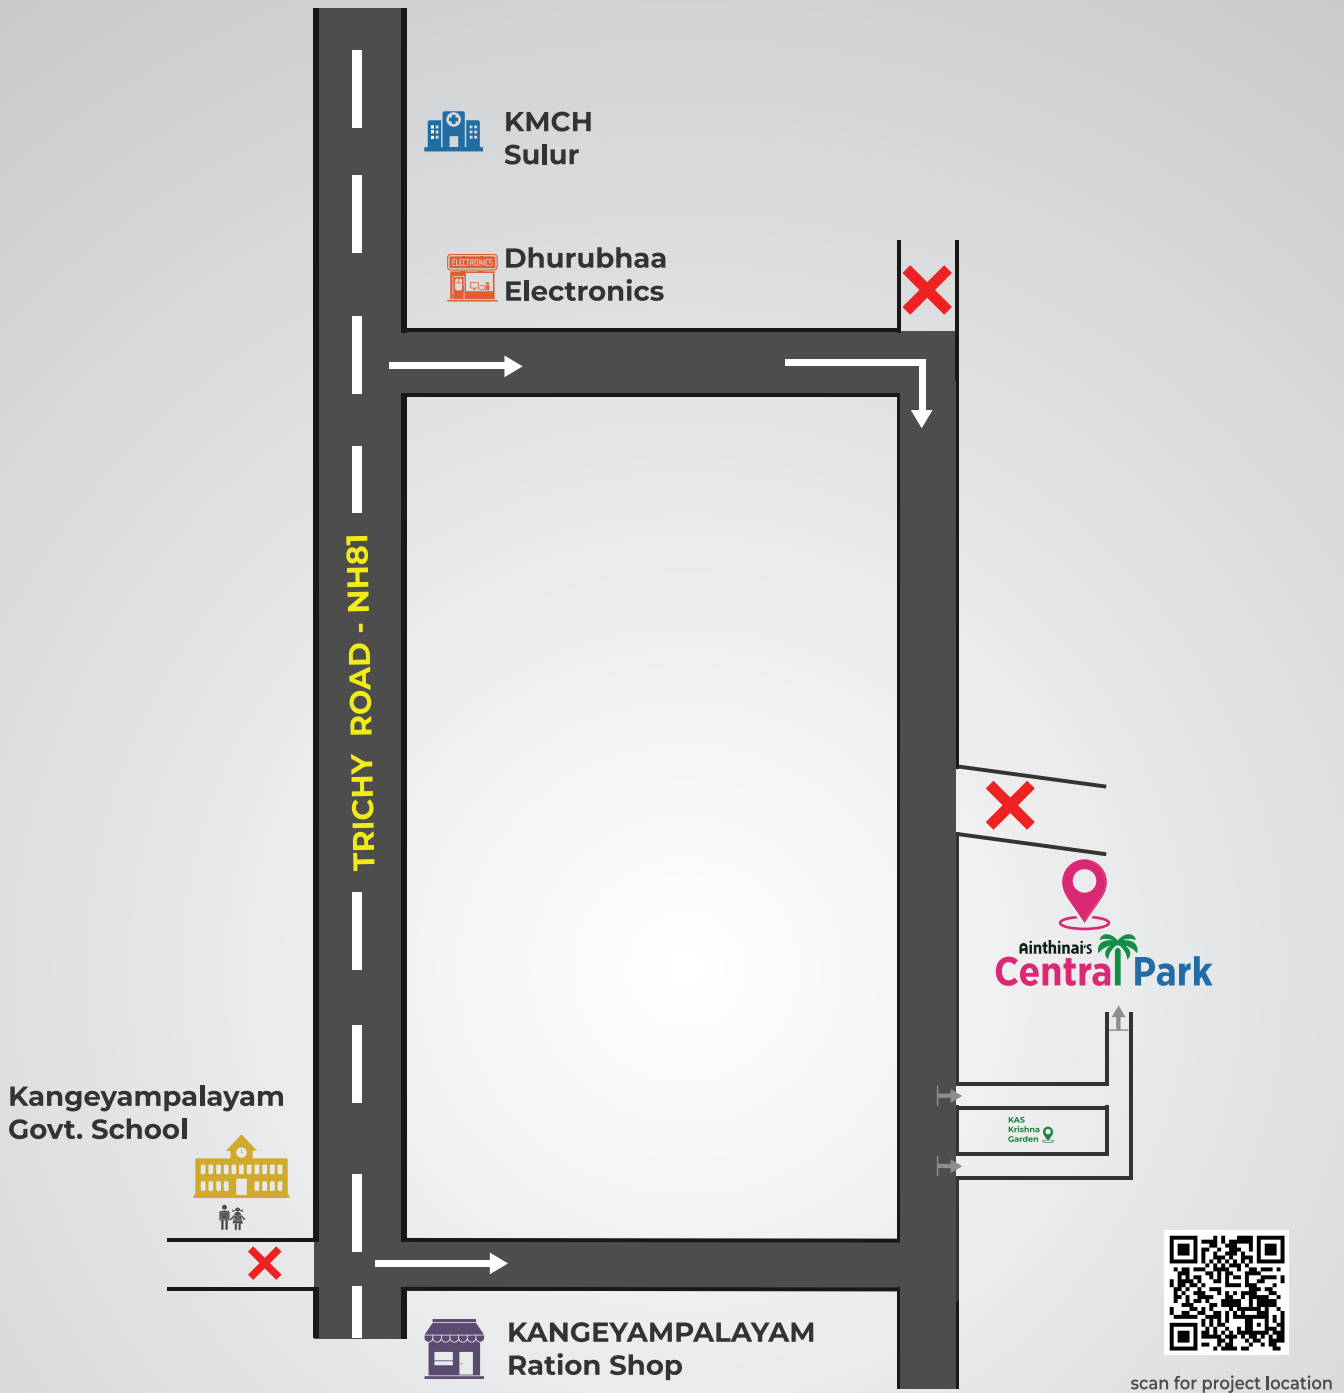 KMCH
Sulur
ELECTRONICS
Dhurubhaa
Electronics
TRICHY ROAD - NH81
Ainthinai's
Central Park
Kangeyampalayam
Govt. School
KAS
Krishna
Garden
KANGEYAMPALAYAM
Ration Shop
scan for project location